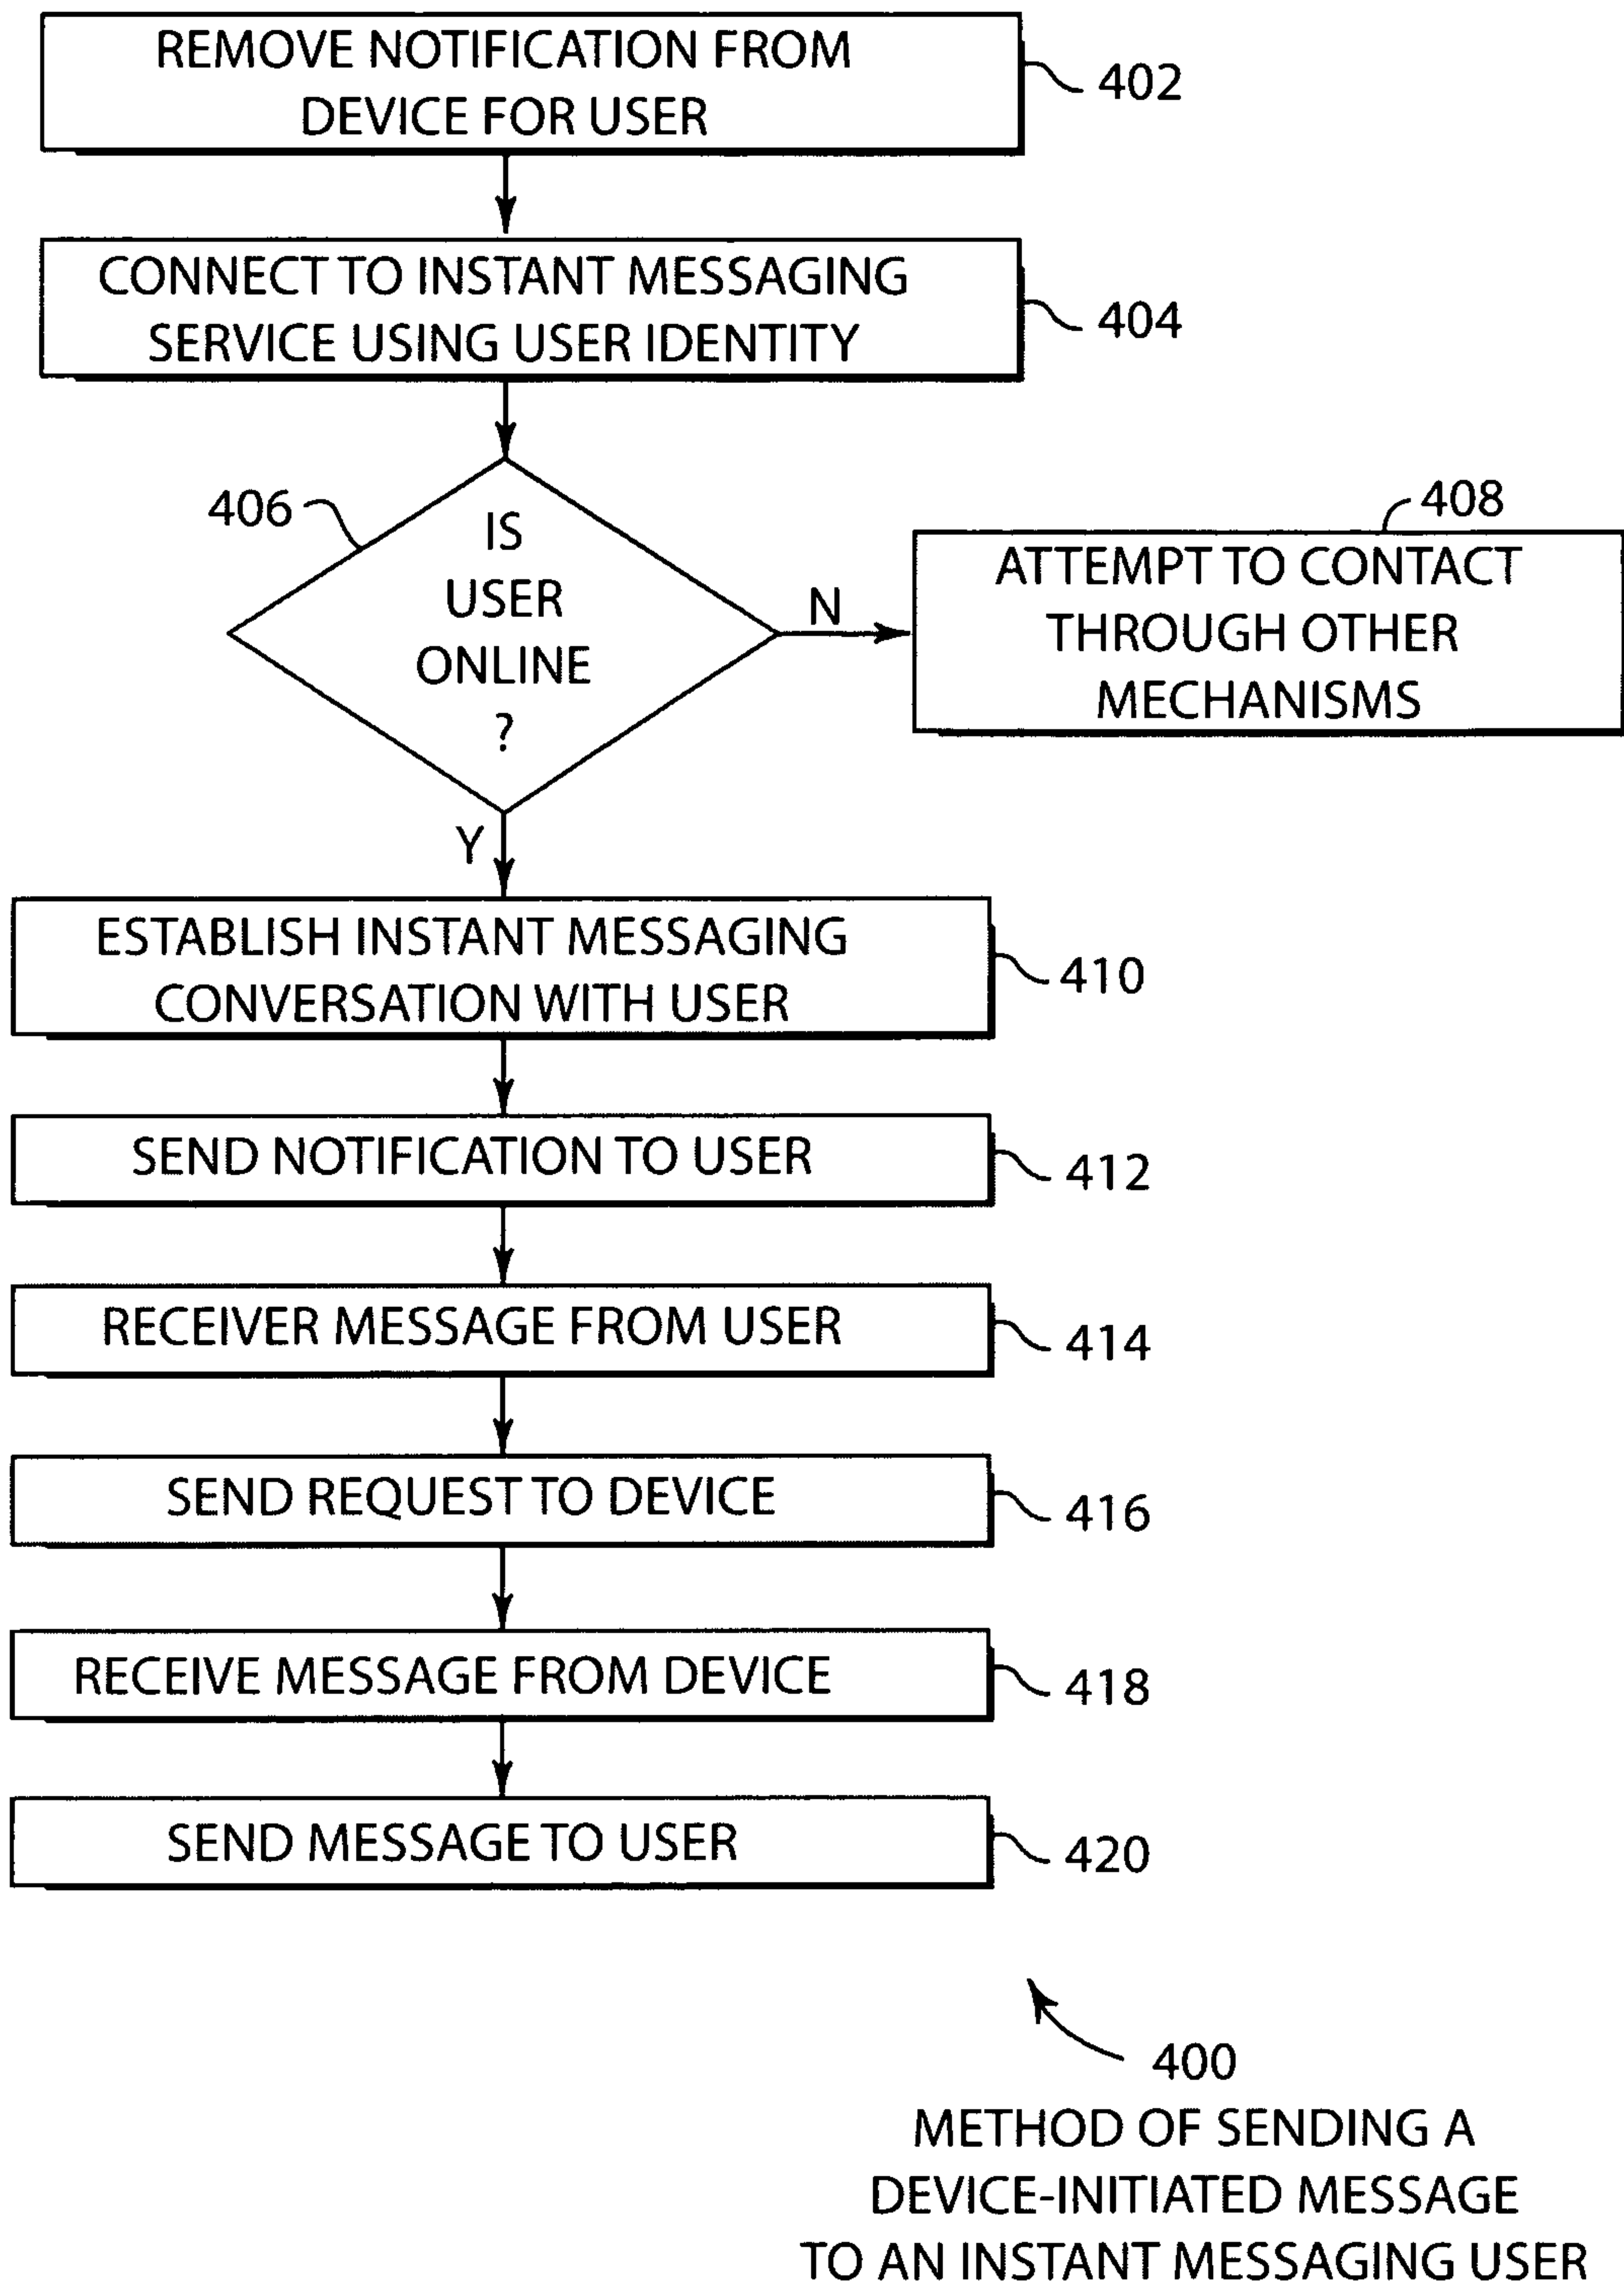 REMOVE NOTIFICATION FROM
DEVICE FOR USER
402
CONNECT TO INSTANT MESSAGING
SERVICE USING USER IDENTITY
404
406
IS
USER
ONLINE
?
N
408
ATTEMPT TO CONTACT
THROUGH OTHER
MECHANISMS
Y
ESTABLISH INSTANT MESSAGING
CONVERSATION WITH USER
410
SEND NOTIFICATION TO USER
412
RECEIVER MESSAGE FROM USER
414
SEND REQUEST TO DEVICE
416
RECEIVE MESSAGE FROM DEVICE
418
SEND MESSAGE TO USER
420
400
METHOD OF SENDING A
DEVICE-INITIATED MESSAGE
TO AN INSTANT MESSAGING USER